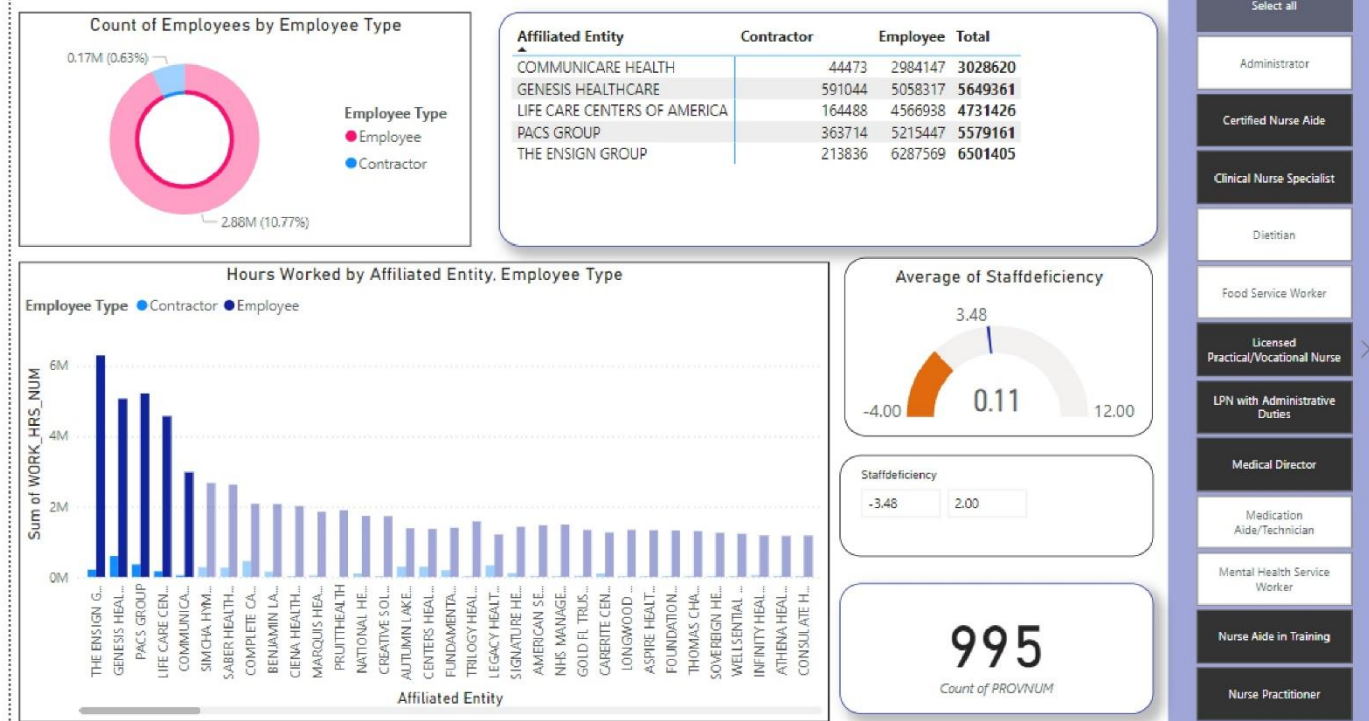 Count of Employees by Employee Type
0.17M (0.63%)
Employee Type
Employee
Contractor
2.88M (10.77%)
Affiliated Entity Contractor Employee Total
COMMUNICARE HEALTH 44473 2984147 3028620
GENESIS HEALTHCARE 591044 5058317 5649361
LIFE CARE CENTERS OF AMERICA 164488 4566938 4731426
PACS GROUP 363714 5215447 5579161
THE ENSIGN GROUP 213836 6287569 6501405
Hours Worked by Affiliated Entity, Employee Type
Employee Type Contractor Employee
Sum of WORK_HRS_NUM
6M
4M
2M
0M
THE ENSIGN G...
GENESIS HEAL...
PACS GROUP
LIFE CARE CEN...
COMMUNICA...
SIMCHA HYM...
SABER HEALTH...
COMPLETE CA...
BENJAMIN LA...
CIENA HEALTH...
MARQUIS HEA...
PRUITTHEALTH
NATIONAL HE...
CREATIVE SOL...
AUTUMN LAKE...
CENTERS HEAL...
FUNDAMENTA...
TRILOGY HEAL...
LEGACY HEALT...
SIGNATURE HE...
AMERICAN SE...
NHS MANAGE...
GOLD FL TRUS...
CARERITE CEN...
LONGWOOD ...
ASPIRE HEALT...
FOUNDATION...
THOMAS CHA...
SOVEREIGN HE...
WELLSENTIAL ...
INFINITY HEAL...
ATHENA HEAL...
CONSULATE H...
Affiliated Entity
Average of Staffdeficiency
3.48
-4.00
0.11
12.00
Staffdeficiency
-3.48 2.00
995
Count of PROVNUM
Select all
Administrator
Certified Nurse Aide
Clinical Nurse Specialist
Dietitian
Food Service Worker
Licensed
Practical/Vocational Nurse
LPN with Administrative
Duties
Medical Director
Medication
Aide/Technician
Mental Health Service
Worker
Nurse Aide in Training
Nurse Practitioner